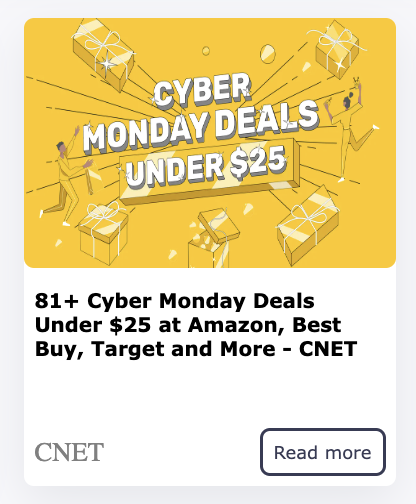 CYBER
MONDAY DEALS
UNDER $25
81+ Cyber Monday Deals
Under $25 at Amazon, Best
Buy, Target and More - CNET
CNET
Read more